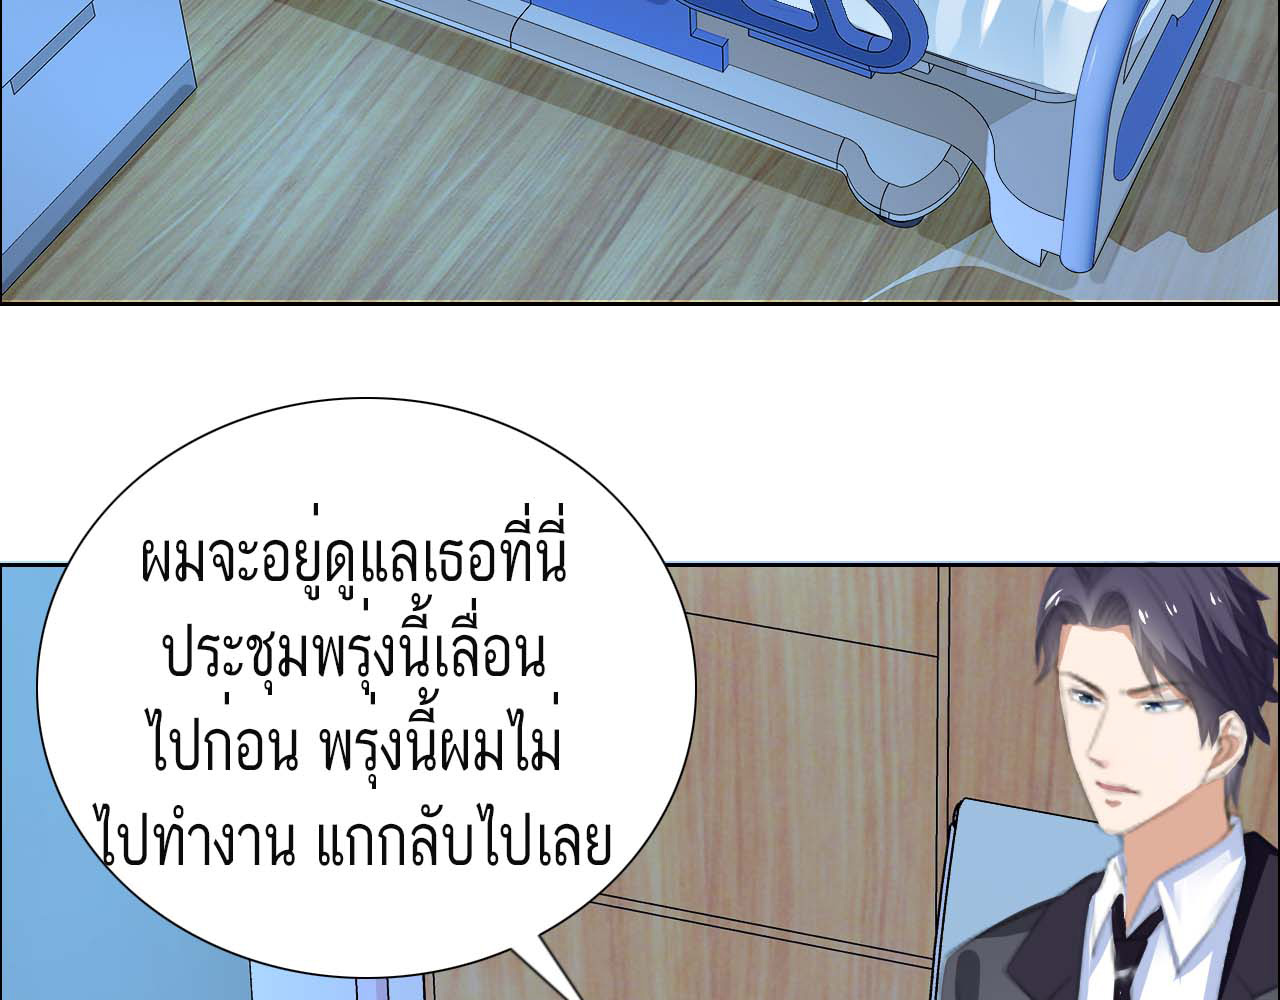 ผมจะอยู่ดูแลเธอที่นี่
ประชุมพรุ่งนี้เลื่อน
ไปก่อน พรุ่งนี้ผมไม่
ไปทำงาน แกกลับไปเลย